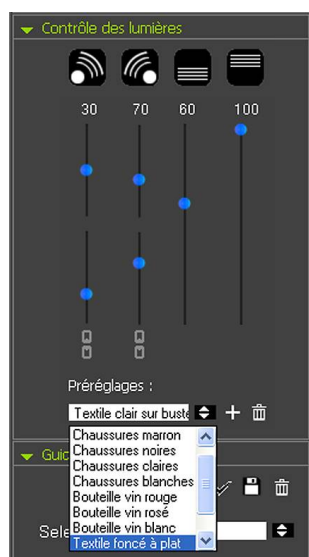 Contrôle des lumières
30 70 60 100
Préréglages :
Textile clair sur buste
Chaussures marron
Chaussures noires
Chaussures claires
Chaussures blanches
Bouteille vin rouge
Bouteille vin rosé
Bouteille vin blanc
Textile foncé à plat
Guid
Sele